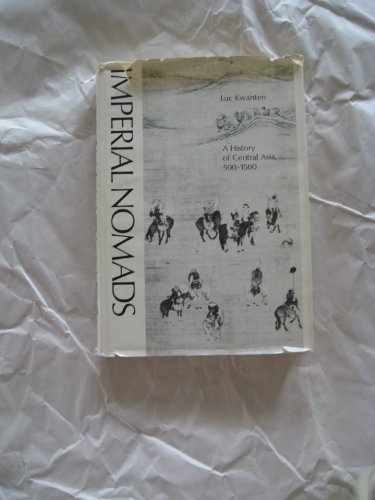 IMPERIAL NOMADS
Luc Kwanten
A History
of Central Asia,
500-1500